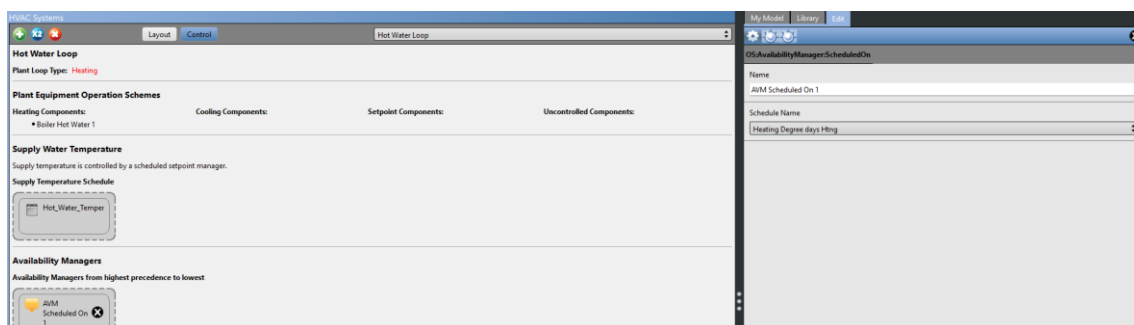 HVAC Systems
My Model Library Edit
x2
Layout Control
Hot Water Loop
Hot Water Loop
Plant Loop Type: Heating
Plant Equipment Operation Schemes
Heating Components: Cooling Components: Setpoint Components: Uncontrolled Components:
• Boiler Hot Water 1
Supply Water Temperature
Supply temperature is controlled by a scheduled setpoint manager.
Supply Temperature Schedule
Hot_Water_Temper
Availability Managers
Availability Managers from highest precedence to lowest
AVM
Scheduled On
1
OS:AvailabilityManager:ScheduledOn
Name
AVM Scheduled On 1
Schedule Name
Heating Degree days Htng